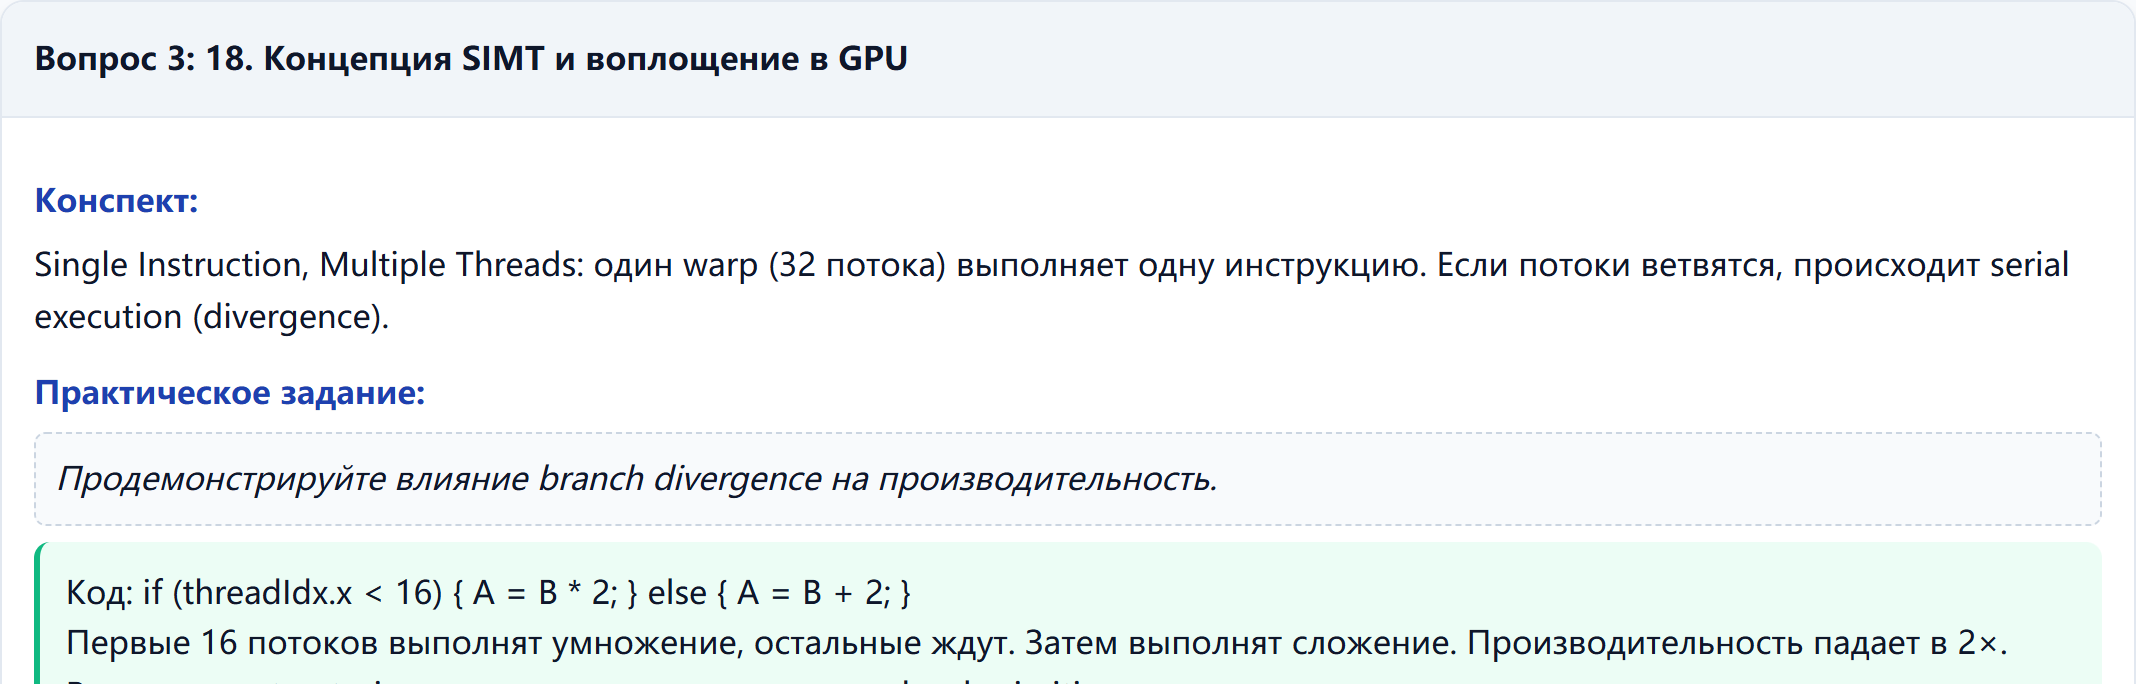 Вопрос 3: 18. Концепция SIMT и воплощение в GPU
Конспект:
Single Instruction, Multiple Threads: один warp (32 потока) выполняет одну инструкцию. Если потоки ветвятся, происходит serial
execution (divergence).
Практическое задание:
Продемонстрируйте влияние branch divergence на производительность.
Код: if (threadIdx.x < 16) { A = B * 2; } else { A = B + 2; }
Первые 16 потоков выполнят умножение, остальные ждут. Затем выполнят сложение. Производительность падает в 2×.